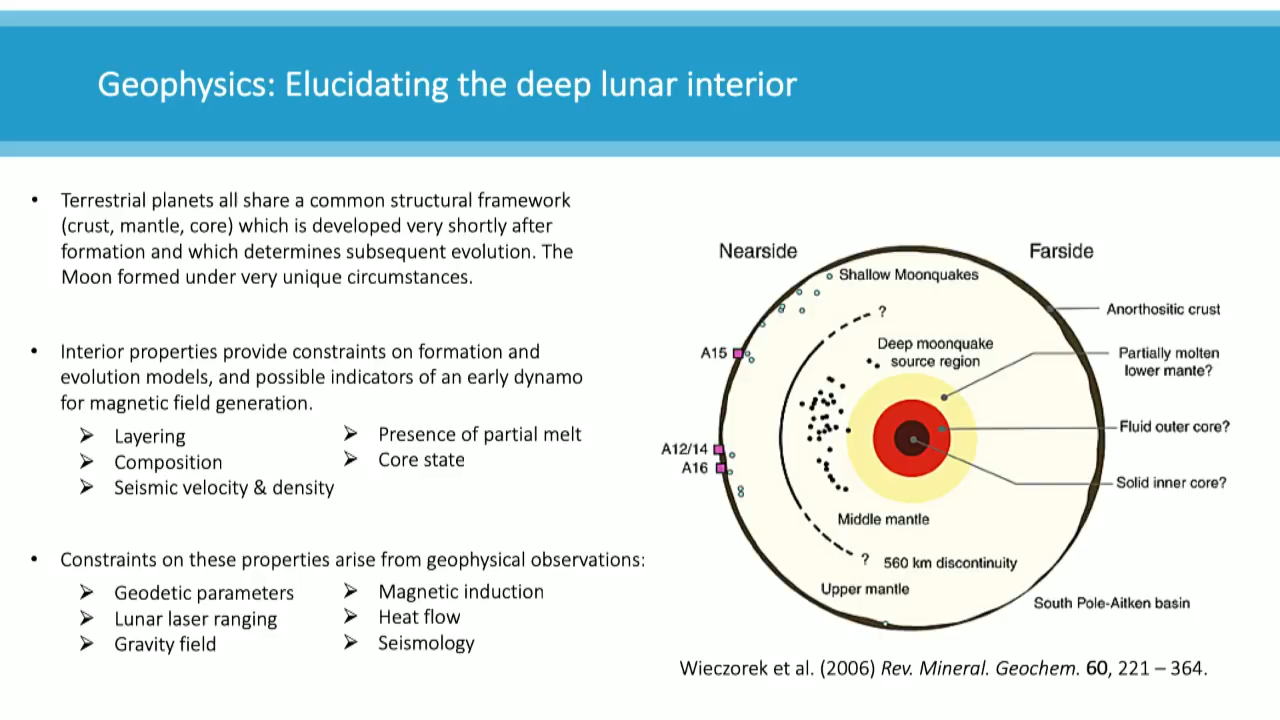 Geophysics: Elucidating the deep lunar interior
• Terrestrial planets all share a common structural framework
(crust, mantle, core) which is developed very shortly after
formation and which determines subsequent evolution. The
Moon formed under very unique circumstances.
• Interior properties provide constraints on formation and
evolution models, and possible indicators of an early dynamo
for magnetic field generation.
➢ Layering
➢ Composition
➢ Seismic velocity & density
➢ Presence of partial melt
➢ Core state
• Constraints on these properties arise from geophysical observations:
➢ Geodetic parameters
➢ Lunar laser ranging
➢ Gravity field
➢ Magnetic induction
➢ Heat flow
➢ Seismology
Nearside
Farside
Shallow Moonquakes
?
Anorthositic crust
A15
Deep moonquake
source region
Partially molten
lower mante?
Fluid outer core?
A12/14
A16
Solid inner core?
Middle mantle
? 560 km discontinuity
Upper mantle
South Pole-Aitken basin
Wieczorek et al. (2006) Rev. Mineral. Geochem. 60, 221 – 364.